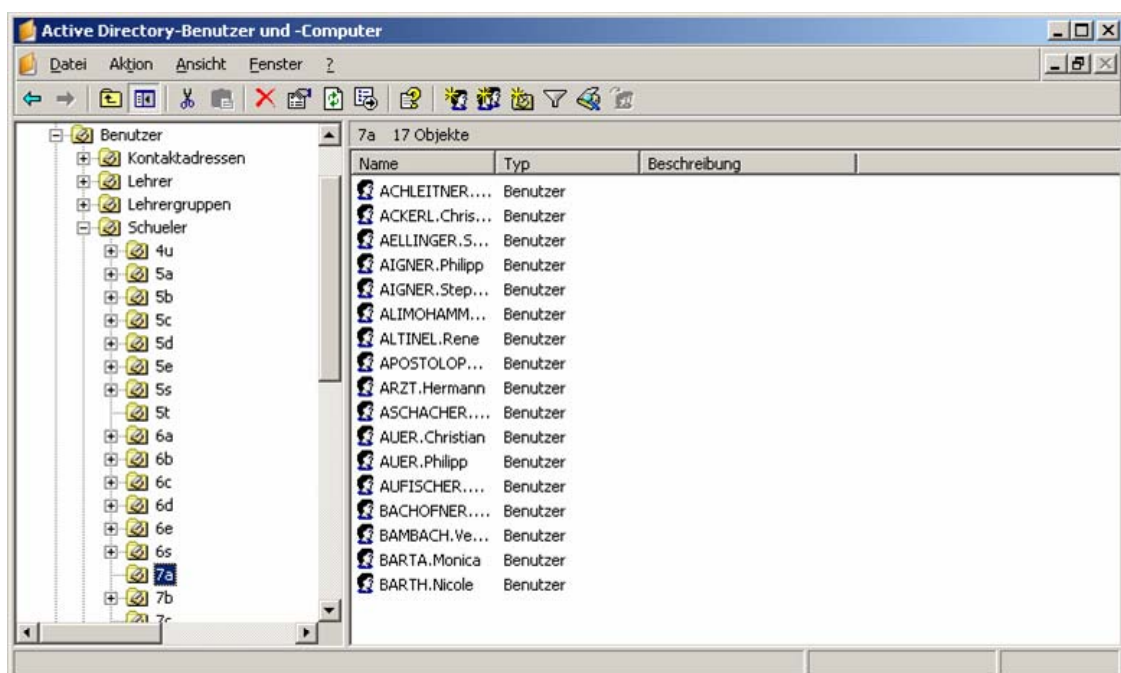 Active Directory-Benutzer und -Computer
Datei Aktion Ansicht Fenster ?
Benutzer
Kontaktadressen
Lehrer
Lehrergruppen
Schueler
4u
5a
5b
5c
5d
5e
5s
5t
6a
6b
6c
6d
6e
6s
7a
7b
7c
7a 17 Objekte
Name Typ Beschreibung
ACHLEITNER.... Benutzer
ACKERL.Chris... Benutzer
AELLINGER.S... Benutzer
AIGNER.Philipp Benutzer
AIGNER.Step... Benutzer
ALIMOHAMM... Benutzer
ALTINEL.Rene Benutzer
APOSTOLOP... Benutzer
ARZT.Hermann Benutzer
ASCHACHER.... Benutzer
AUER.Christian Benutzer
AUER.Philipp Benutzer
AUFISCHER.... Benutzer
BACHOFNER.... Benutzer
BAMBACH.Ve... Benutzer
BARTA.Monica Benutzer
BARTH.Nicole Benutzer